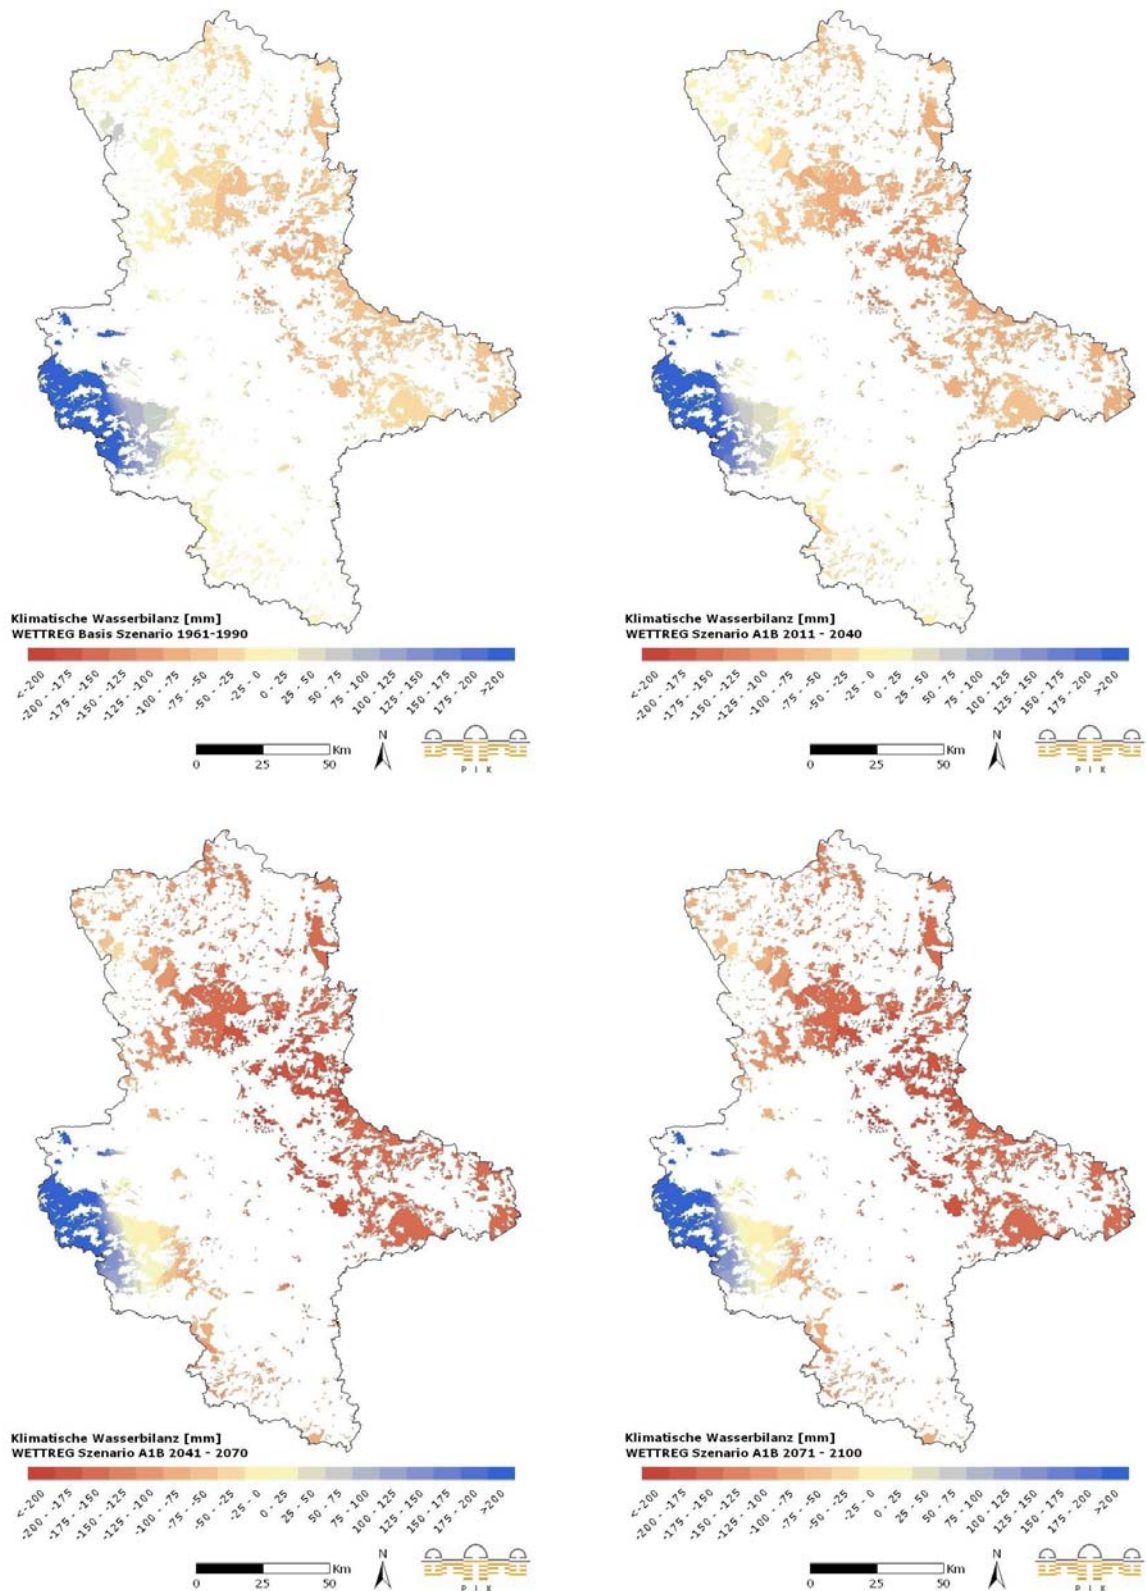 Klimatische Wasserbilanz [mm]
WETTREG Basis Szenario 1961-1990
<-200
-200 - -175
-175 - -150
-150 - -125
-125 - -100
-100 - -75
-75 - -50
-50 - -25
-25 - 0
0 - 25
25 - 50
50 - 75
75 - 100
100 - 125
125 - 150
150 - 175
175 - 200
>200
Km
0 25 50
N
P I K
Klimatische Wasserbilanz [mm]
WETTREG Szenario A1B 2011 - 2040
<-200
-200 - -175
-175 - -150
-150 - -125
-125 - -100
-100 - -75
-75 - -50
-50 - -25
-25 - 0
0 - 25
25 - 50
50 - 75
75 - 100
100 - 125
125 - 150
150 - 175
175 - 200
>200
Km
0 25 50
N
P I K
Klimatische Wasserbilanz [mm]
WETTREG Szenario A1B 2041 - 2070
<-200
-200 - -175
-175 - -150
-150 - -125
-125 - -100
-100 - -75
-75 - -50
-50 - -25
-25 - 0
0 - 25
25 - 50
50 - 75
75 - 100
100 - 125
125 - 150
150 - 175
175 - 200
>200
Km
0 25 50
N
P I K
Klimatische Wasserbilanz [mm]
WETTREG Szenario A1B 2071 - 2100
<-200
-200 - -175
-175 - -150
-150 - -125
-125 - -100
-100 - -75
-75 - -50
-50 - -25
-25 - 0
0 - 25
25 - 50
50 - 75
75 - 100
100 - 125
125 - 150
150 - 175
175 - 200
>200
Km
0 25 50
N
P I K